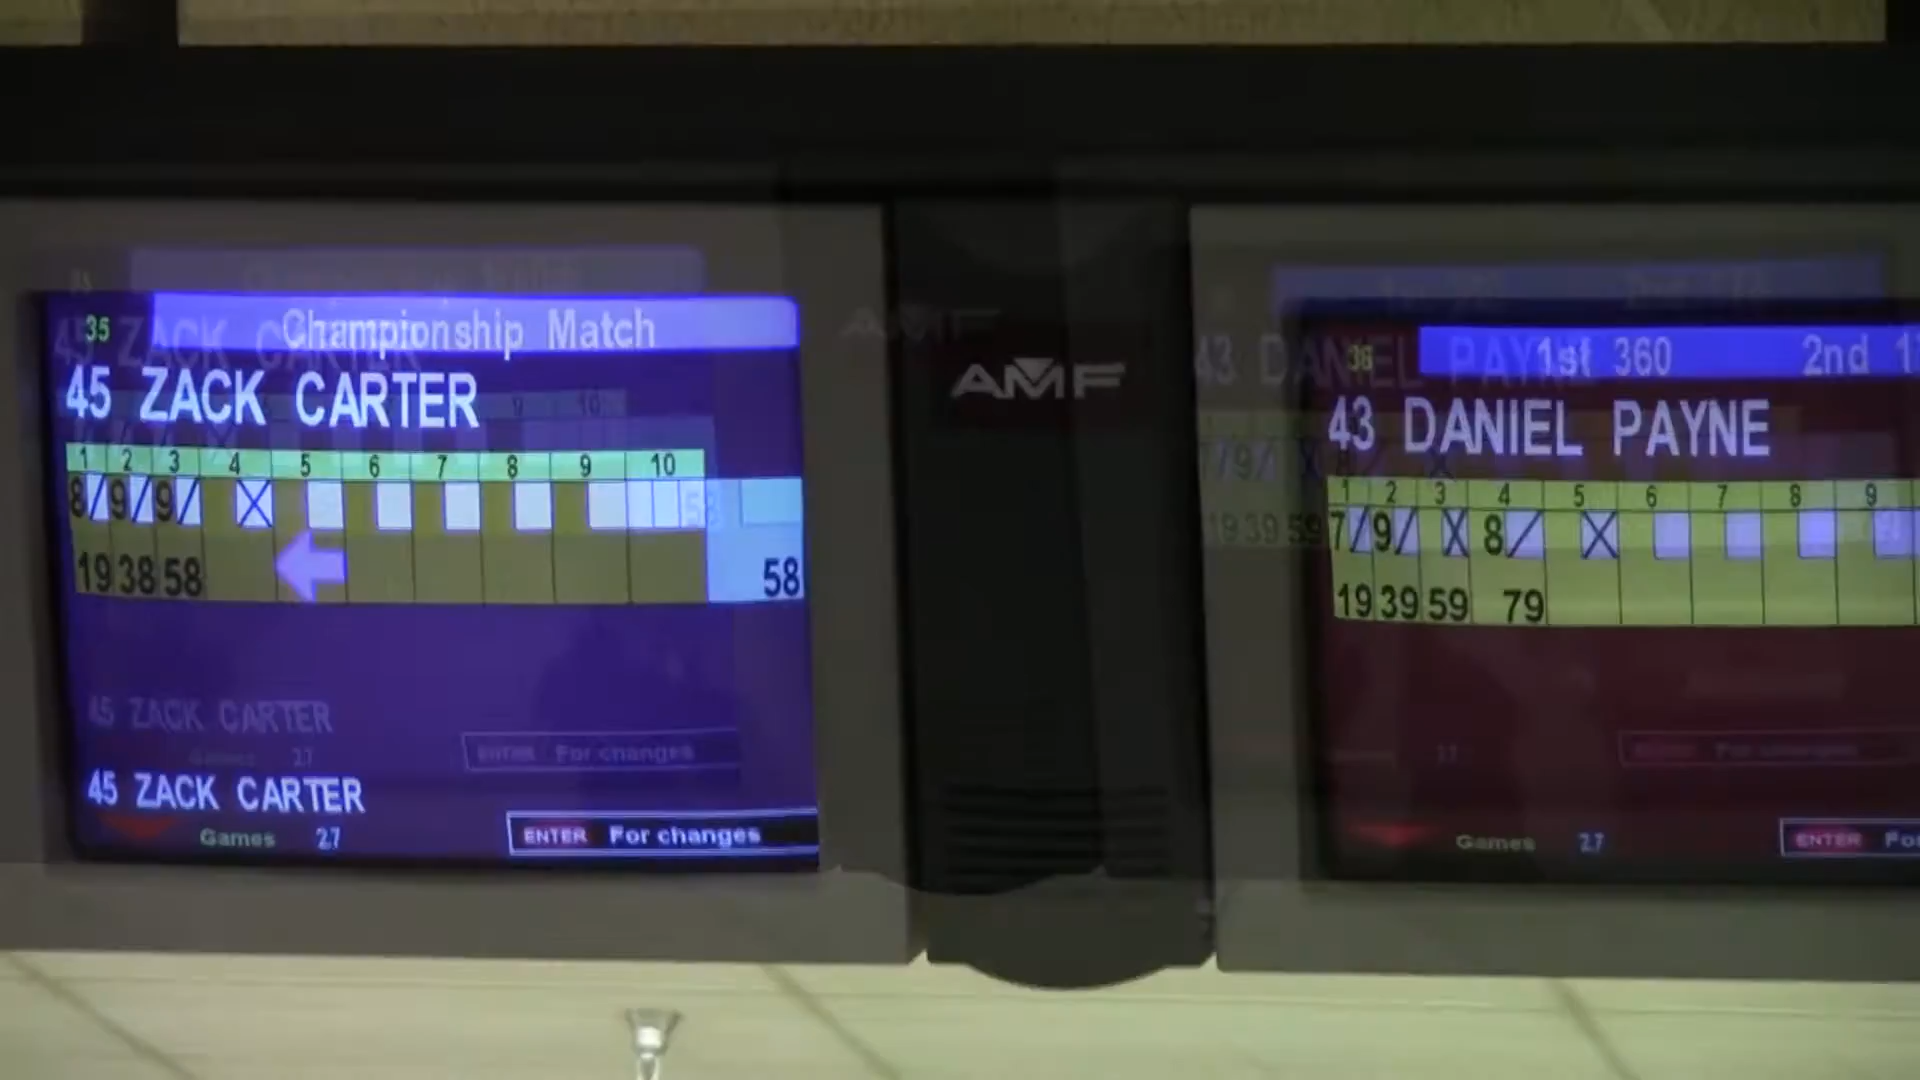 35 Championship Match
45 ZACK CARTER
1 2 3 4 5 6 7 8 9 10
8/ 9/ 9/ X
19 38 58 58
45 ZACK CARTER
Games 27
ENTER For changes
AMF
36 1st 360 2nd
43 DANIEL PAYNE
1 2 3 4 5 6 7 8 9
7/ 9/ X 8/ X
19 39 59 79
Games 27
ENTER